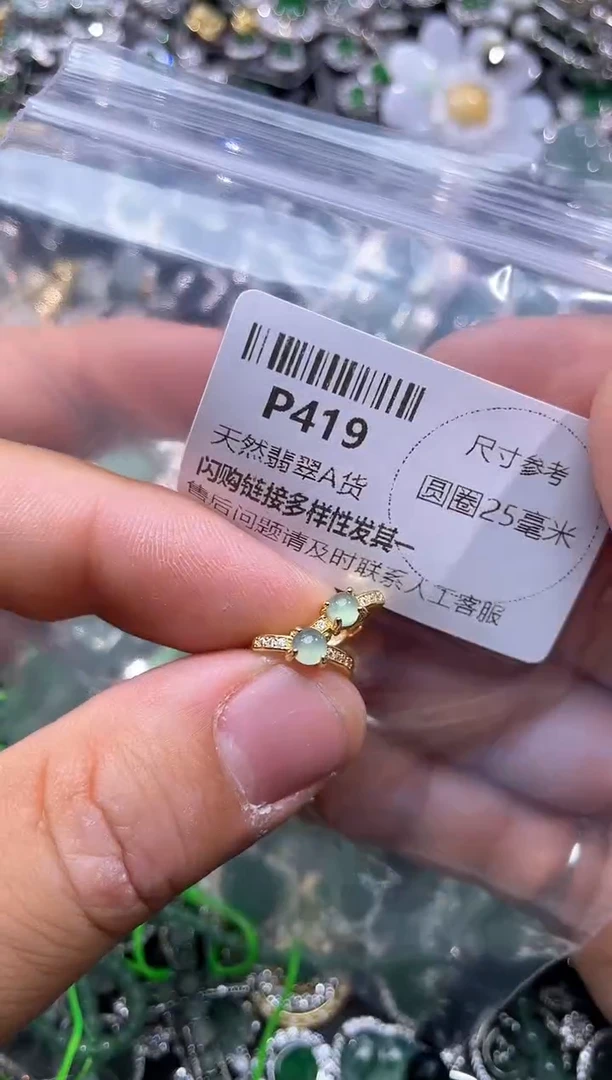 P419
天然翡翠A货
闪购链接多样性发其一
售后问题请及时联系人工客服
尺寸参考
圆圈25毫米